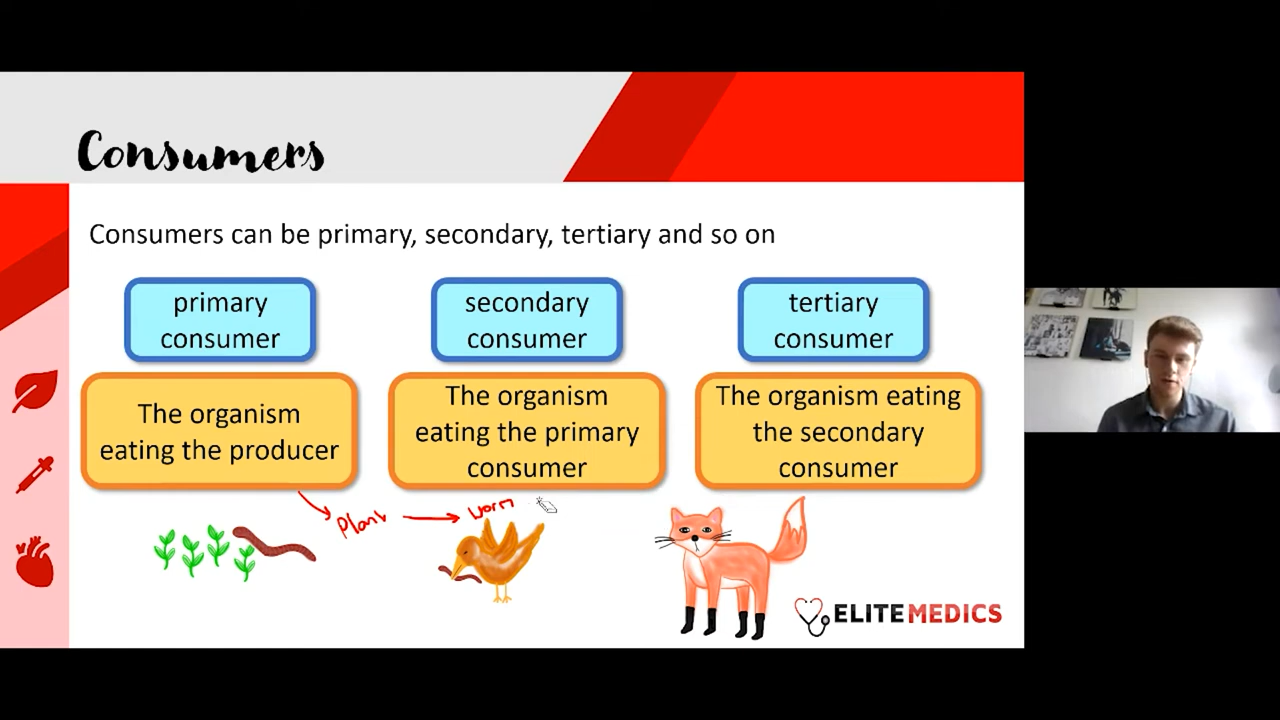 Consumers
Consumers can be primary, secondary, tertiary and so on
primary
consumer
The organism
eating the producer
secondary
consumer
The organism
eating the primary
consumer
tertiary
consumer
The organism eating
the secondary
consumer
Plant
worm
ELITEMEDICS